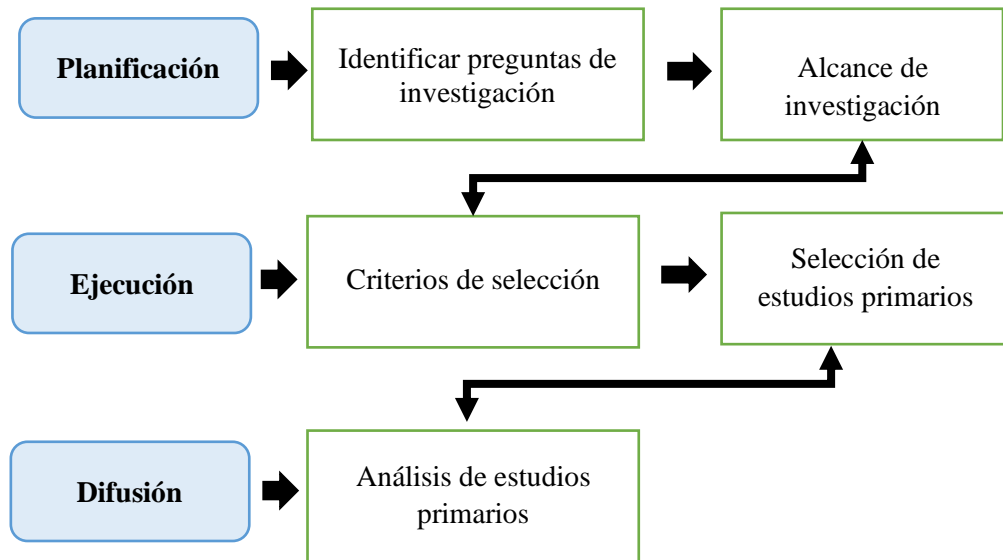 Planificación
Identificar preguntas de
investigación
Alcance de
investigación
Ejecución
Criterios de selección
Selección de
estudios primarios
Difusión
Análisis de estudios
primarios